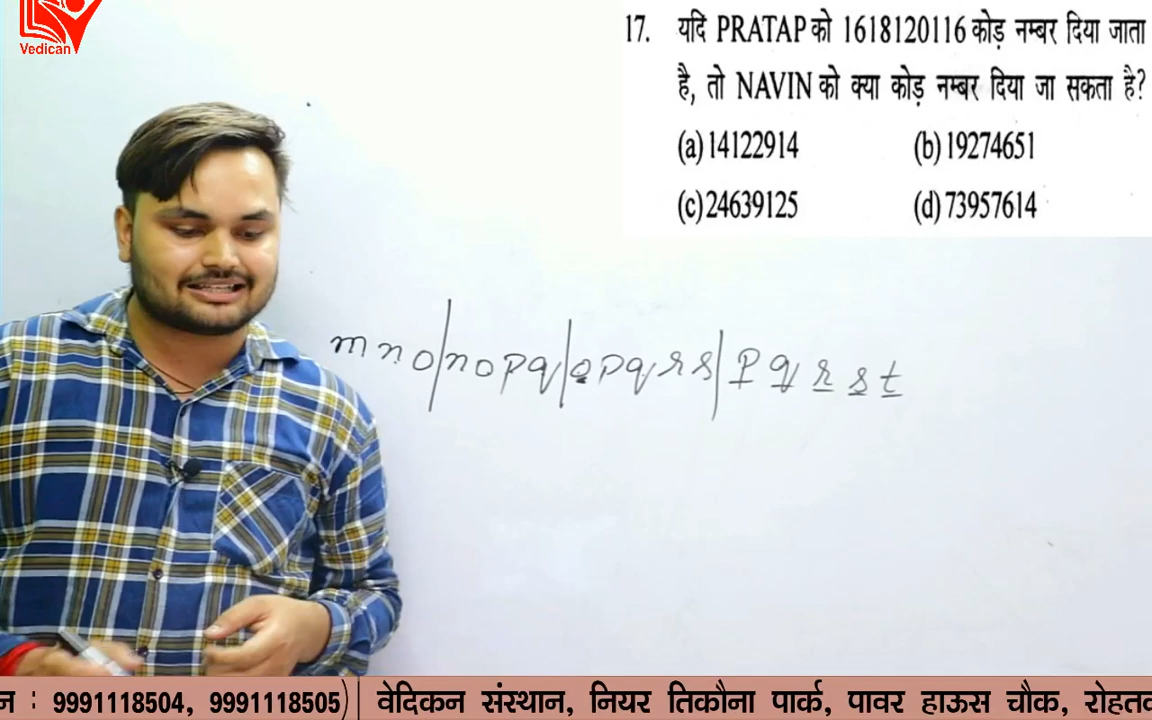 Vedican
17. यदि PRATAP को 1618120116 कोड़ नम्बर दिया जाता
है, तो NAVIN को क्या कोड़ नम्बर दिया जा सकता है?
(a) 14122914 (b) 19274651
(c) 24639125 (d) 73957614
m n o | n o p q | o p q r s | p q r s t
न : 9991118504, 9991118505) | वेदिकन संस्थान, नियर तिकौना पार्क, पावर हाऊस चौक, रोहतक